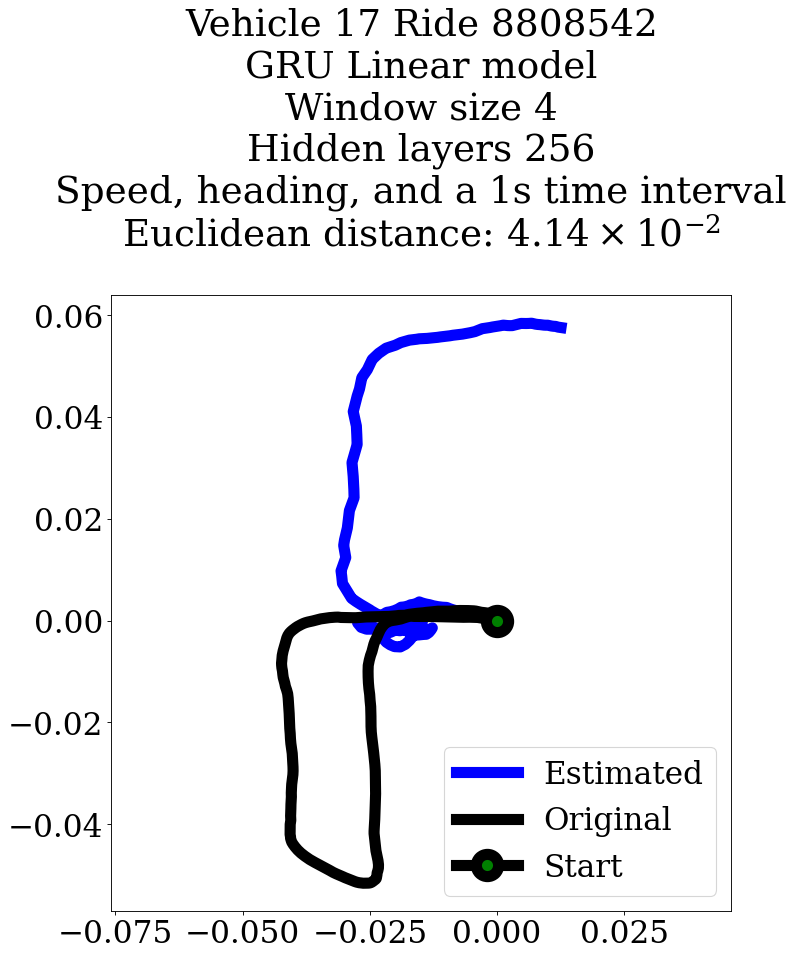 Vehicle 17 Ride 8808542
GRU Linear model
Window size 4
Hidden layers 256
Speed, heading, and a 1s time interval
Euclidean distance: 4.14 × 10⁻²
0.06
0.04
0.02
0.00
−0.02
−0.04
Estimated
Original
Start
−0.075 −0.050 −0.025 0.000 0.025